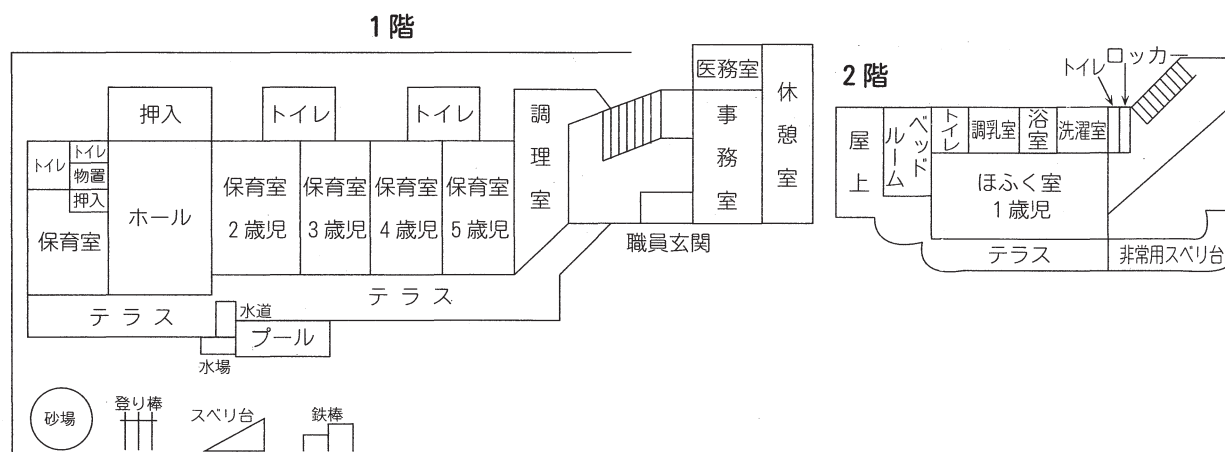 1階
押入
トイレ
トイレ
調理室
医務室
事務室
休憩室
トイレ
トイレ
物置
押入
保育室
ホール
保育室
2歳児
保育室
3歳児
保育室
4歳児
保育室
5歳児
職員玄関
テラス
テラス
水道
プール
水場
砂場
登り棒
スベリ台
鉄棒
2階
トイレ
ロッカー
屋上
ベッドルーム
トイレ
調乳室
浴室
洗濯室
ほふく室
1歳児
テラス
非常用スベリ台